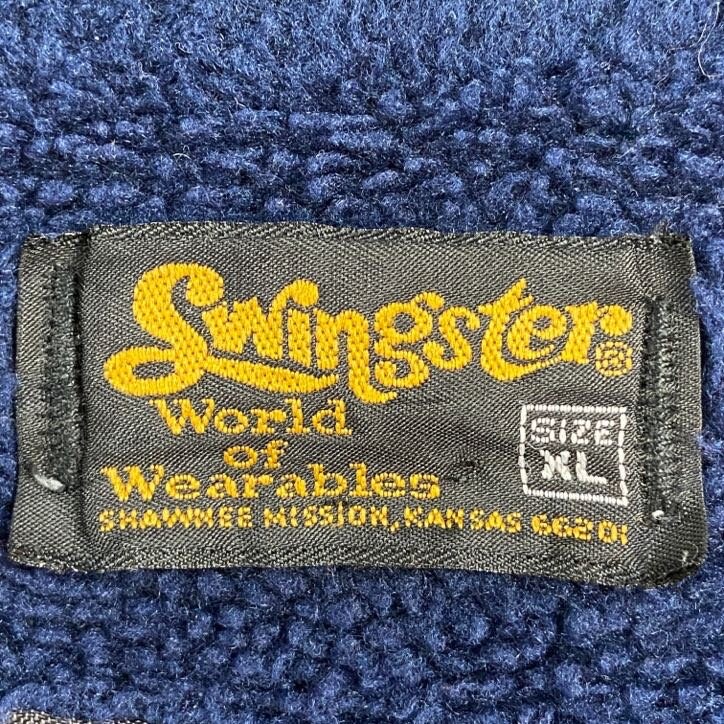 Swingster®
World
of
Wearables
SIZE
XL
SHAWNEE MISSION, KANSAS 66201